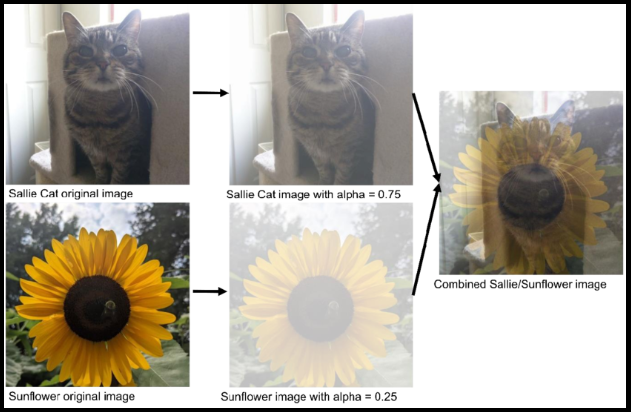 Sallie Cat original image
Sallie Cat image with alpha = 0.75
Combined Sallie/Sunflower image
Sunflower original image
Sunflower image with alpha = 0.25